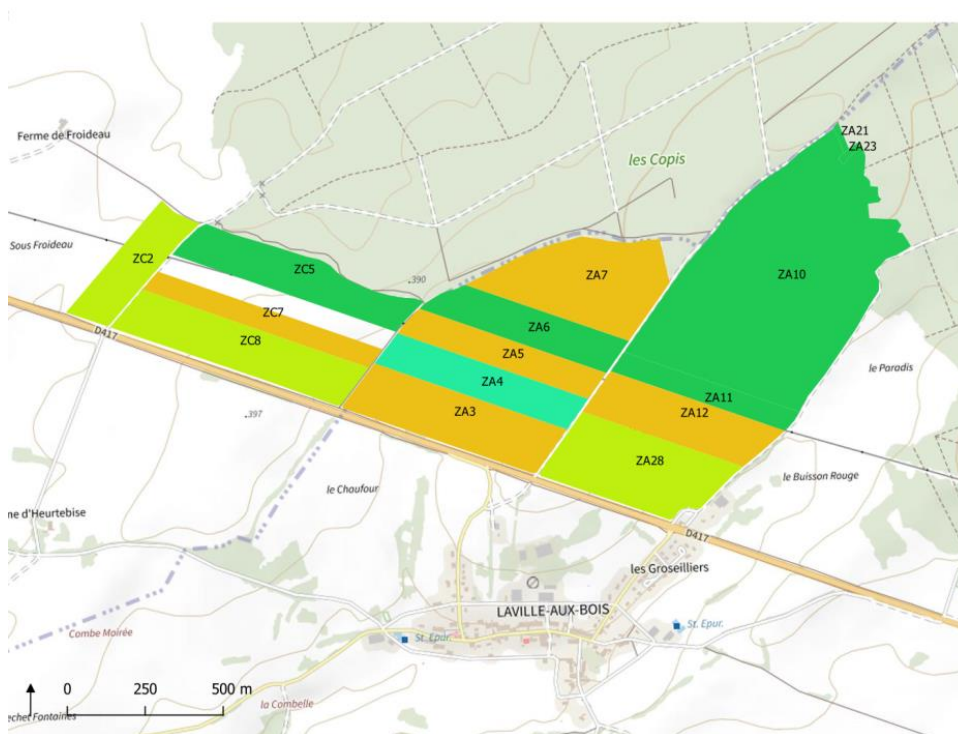 ZA21
ZA23
Ferme de Froideau
les Copis
Sous Froideau
ZC2
ZC5
390
ZA7
ZA10
ZC7
ZA6
D417
ZC8
ZA5
le Paradis
ZA4
ZA11
397
ZA3
ZA12
ZA28
le Chaufour
le Buisson Rouge
ne d'Heurtebise
D417
les Groseilliers
LAVILLE-AUX-BOIS
Combe Moirée
St. Epur.
St. Epur.
0 250 500 m
la Combelle
echet Fontaines